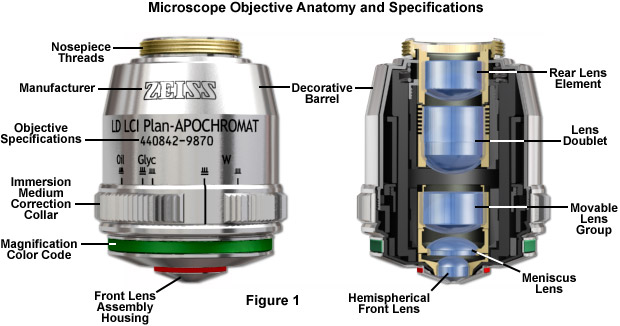 Microscope Objective Anatomy and Specifications
Nosepiece
Threads
Manufacturer
ZEISS
Decorative
Barrel
Rear Lens
Element
LD LCI Plan-APOCHROMAT
440842-9870
Objective
Specifications
Lens
Doublet
Oil Glyc W
Immersion
Medium
Correction
Collar
Movable
Lens
Group
Magnification
Color Code
Meniscus
Lens
Front Lens
Assembly
Housing
Figure 1
Hemispherical
Front Lens